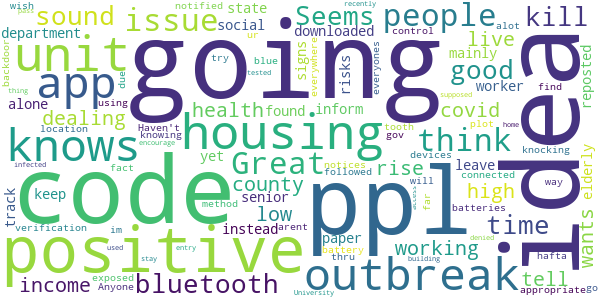 wish notified state
recently
alot
Seems people kill
department social
downloaded
sound issue
going
idea
backdoor
pass
unit
try
ur
blue
tested
signs
everywhere
risks
everyones
control
mainly
live
good
reposted
app
due
thing
alone using
worker
find
supposed
dealing
health found
inform
covid
plot
home
encourage
Haven't
knowing
gov
knocking
knows
location
housing
think
elderly
infected
fact
yet
Great
tooth
notices
devices
followed
will
rise
leave
connected
way
batteries
code
ppl
track
keep
method
county
high
time
wants
verification
im
senior low
access
far
denied
hafta
positive
instead
paper
battery
working
tell
exposed
arent
thru
income
Anyone
used
stay
entry
bluetooth
University
building
outbreak
appropriate
go